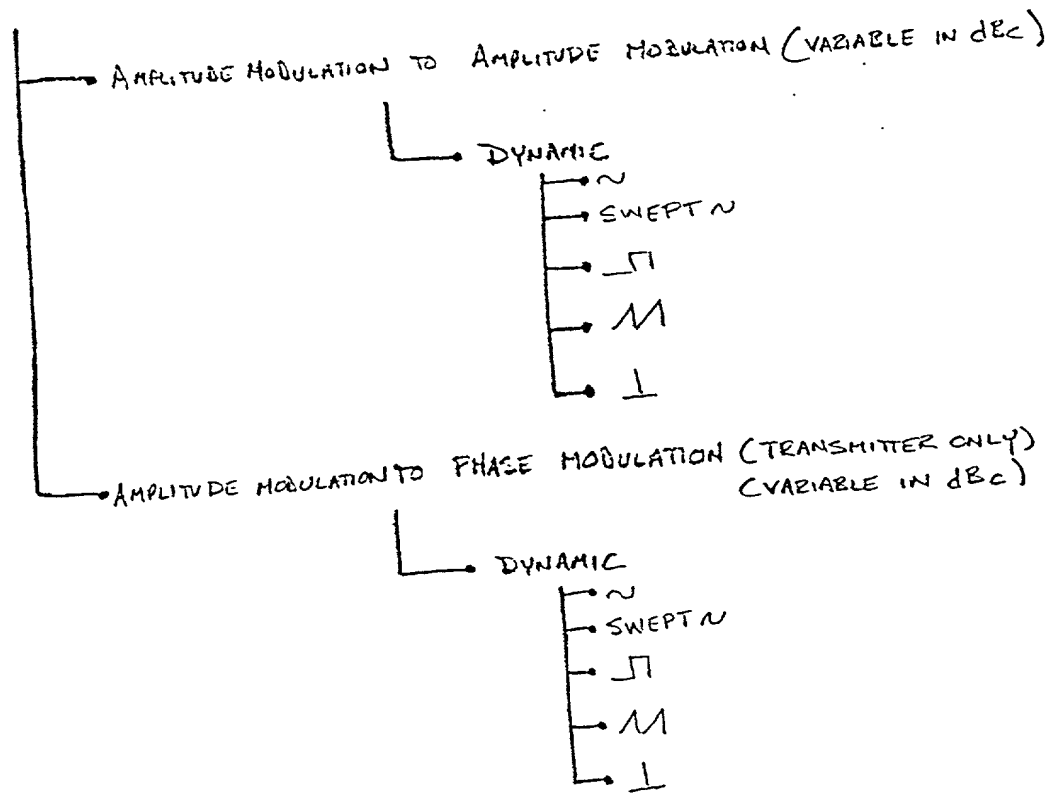 AMPLITUDE MODULATION TO AMPLITUDE MODULATION (VARIABLE IN dBc)
DYNAMIC
~
SWEPT ~
AMPLITUDE MODULATION TO PHASE MODULATION (TRANSMITTER ONLY)
(VARIABLE IN dBc)
DYNAMIC
~
SWEPT ~